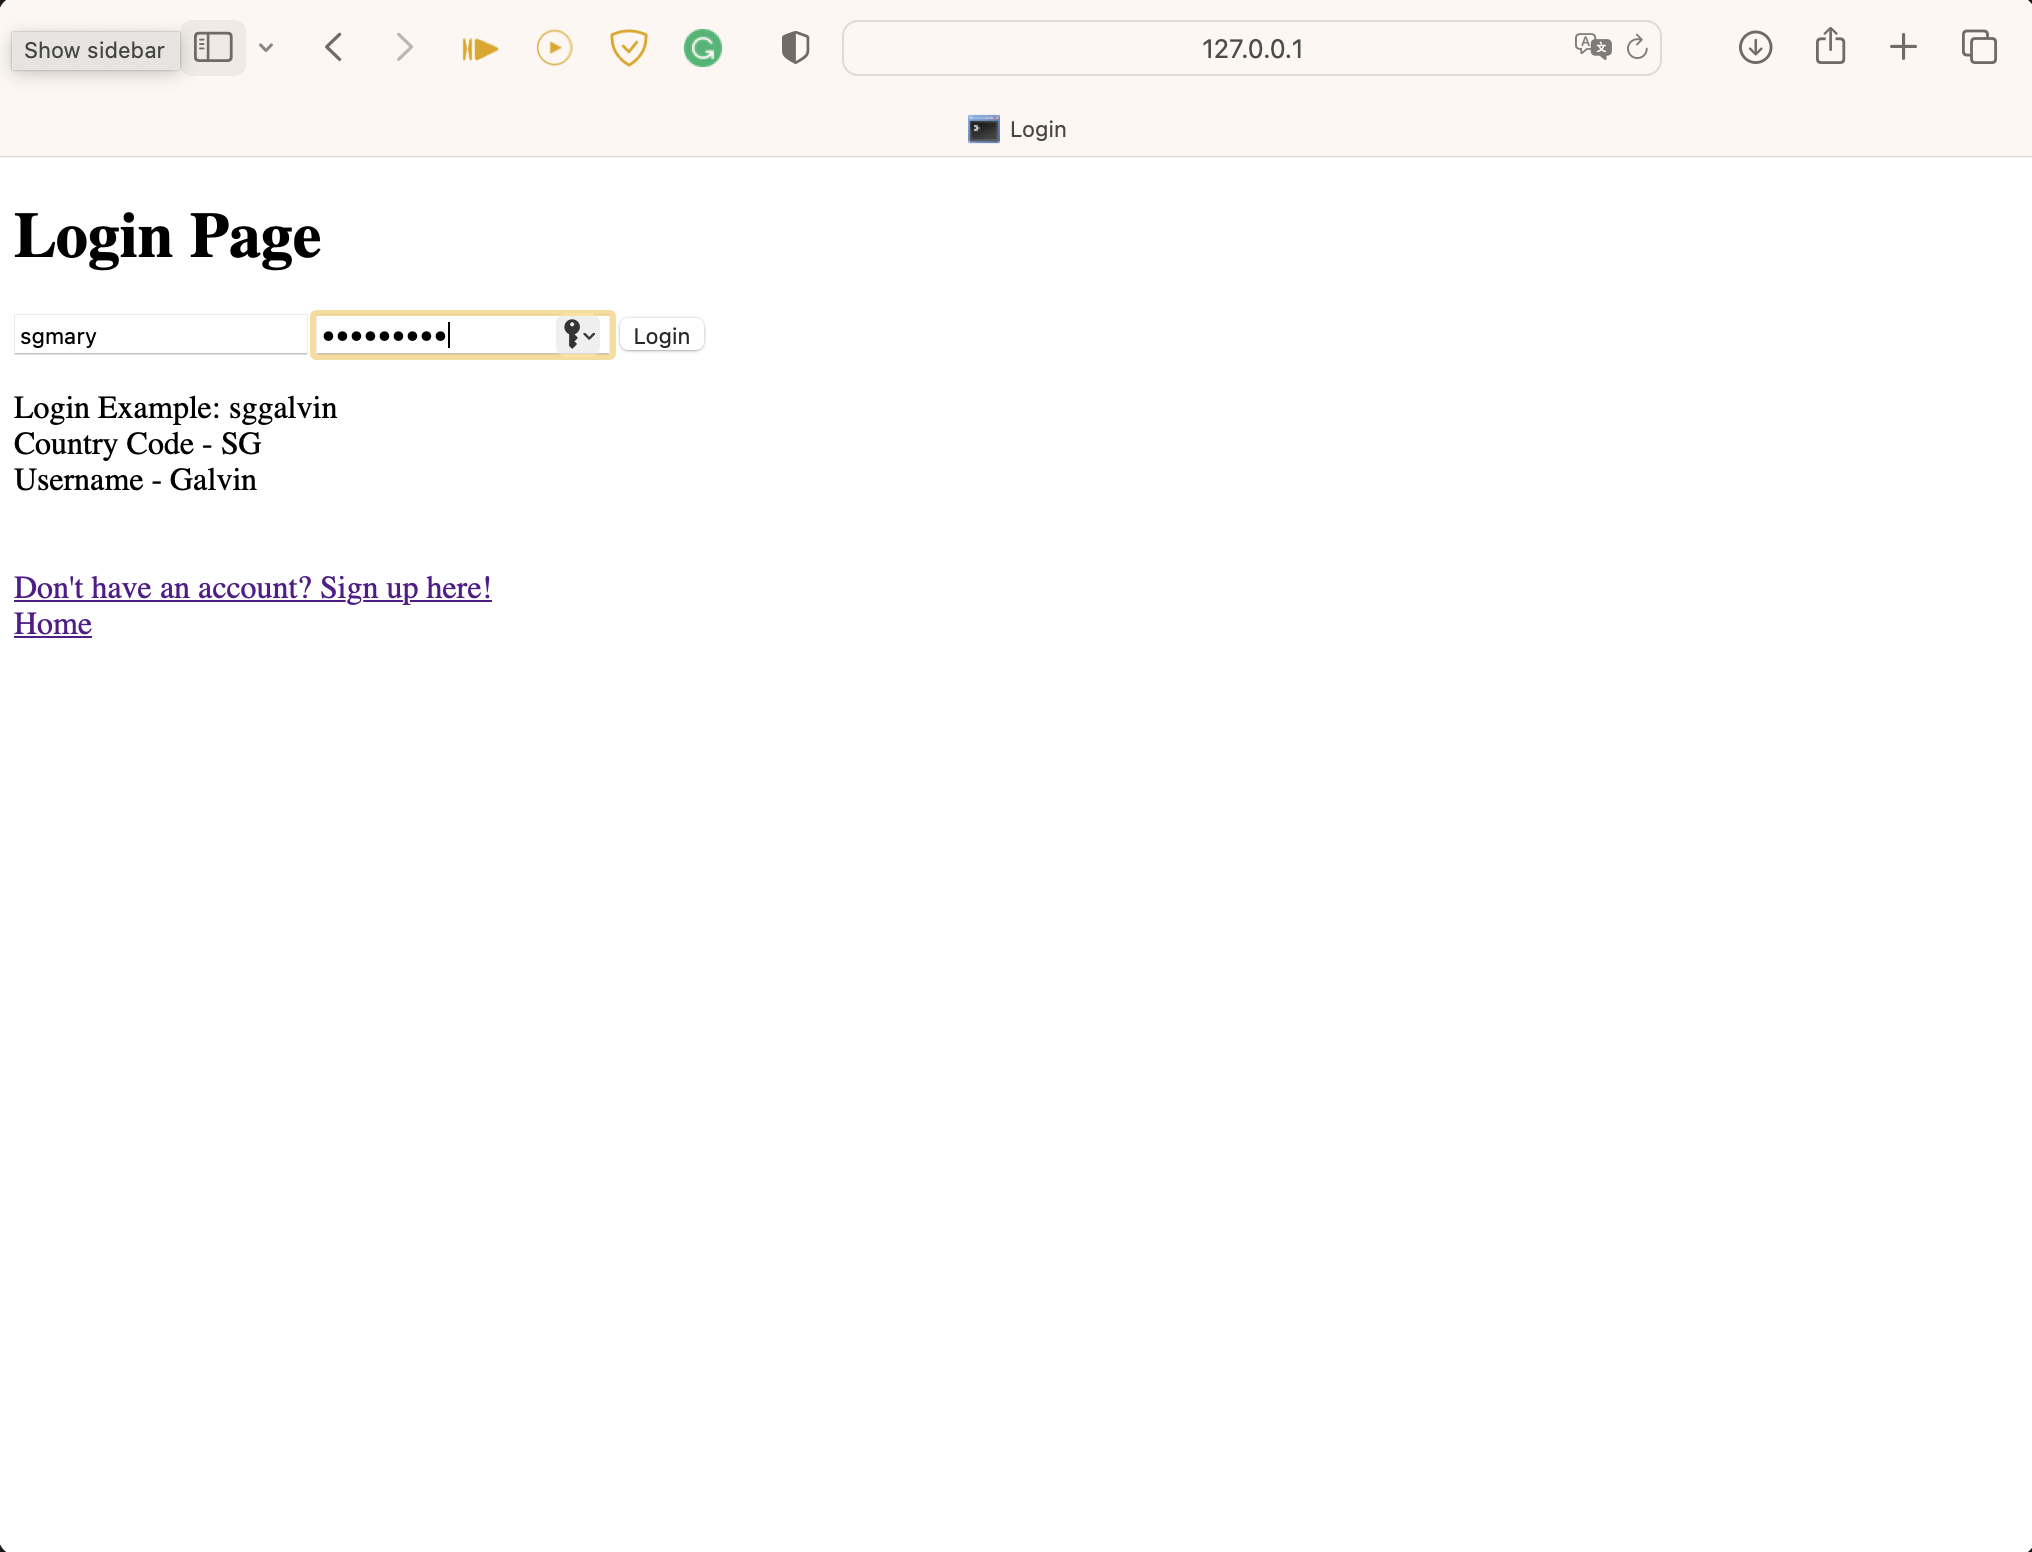 Show sidebar
127.0.0.1
Login
Login Page
sgmary
•••••••••
Login
Login Example: sggalvin
Country Code - SG
Username - Galvin
Don't have an account? Sign up here!
Home